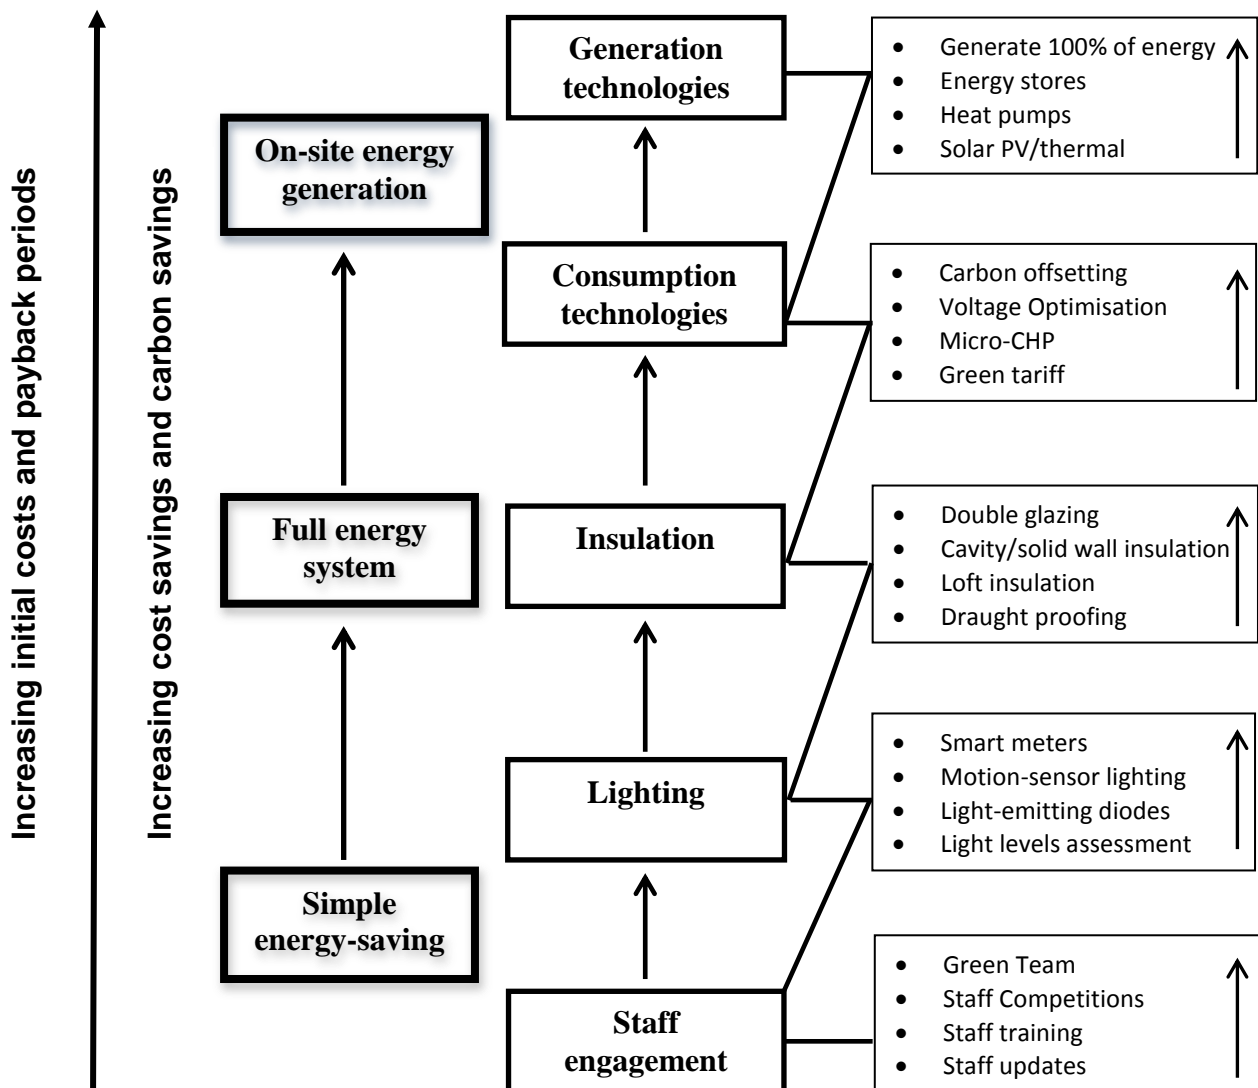 Increasing initial costs and payback periods
Increasing cost savings and carbon savings
On-site energy
generation
Full energy
system
Simple
energy-saving
Generation
technologies
Consumption
technologies
Insulation
Lighting
Staff
engagement
• Generate 100% of energy
• Energy stores
• Heat pumps
• Solar PV/thermal
• Carbon offsetting
• Voltage Optimisation
• Micro-CHP
• Green tariff
• Double glazing
• Cavity/solid wall insulation
• Loft insulation
• Draught proofing
• Smart meters
• Motion-sensor lighting
• Light-emitting diodes
• Light levels assessment
• Green Team
• Staff Competitions
• Staff training
• Staff updates